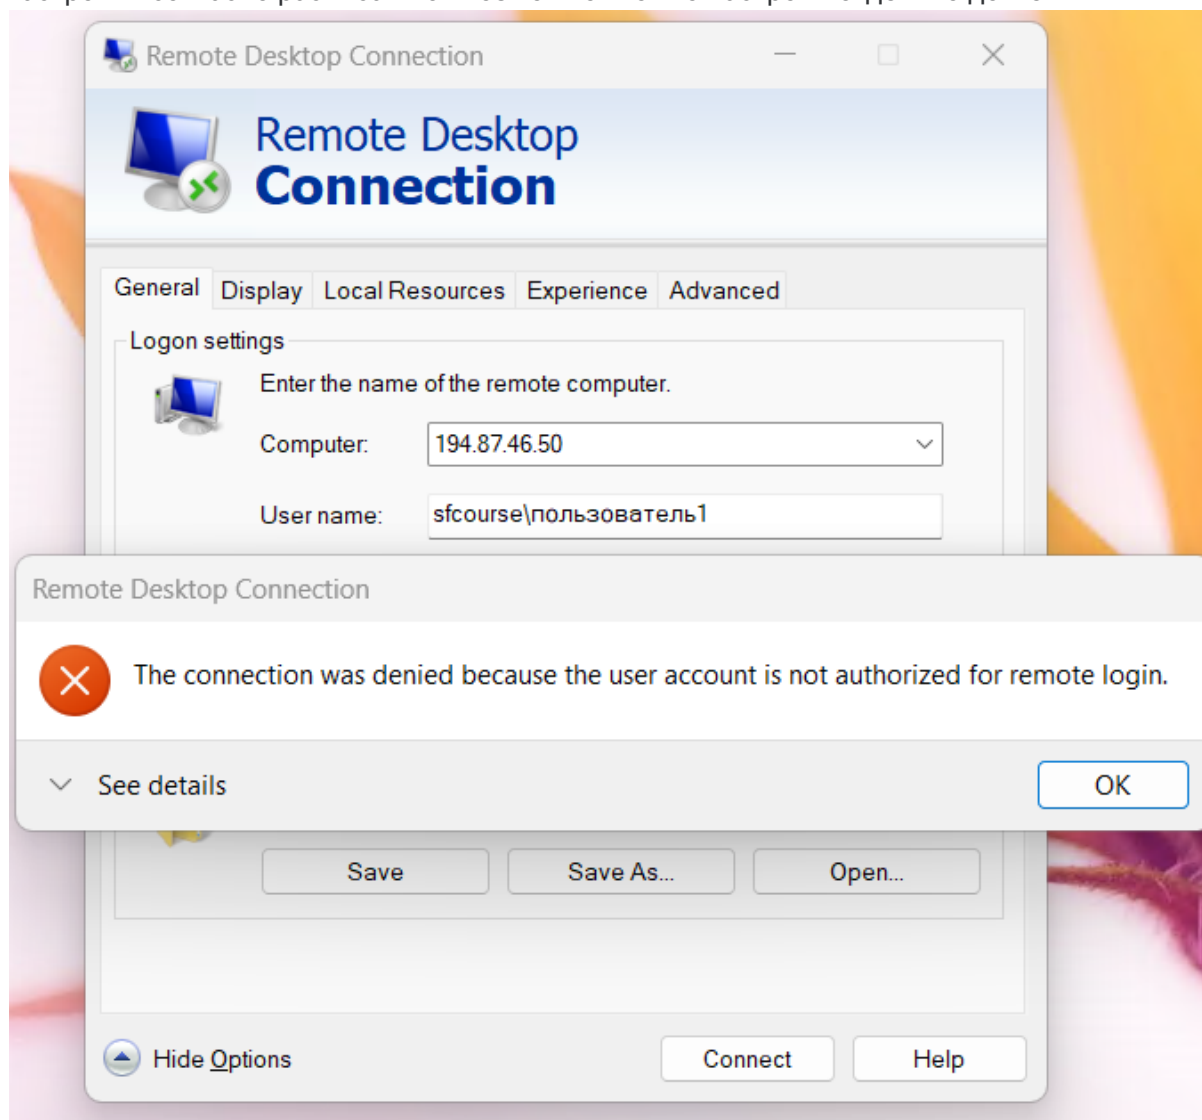 Remote Desktop Connection
Remote Desktop
Connection
General Display Local Resources Experience Advanced
Logon settings
Enter the name of the remote computer.
Computer: 194.87.46.50
User name: sfcourse\пользователь1
Remote Desktop Connection
The connection was denied because the user account is not authorized for remote login.
See details OK
Save Save As... Open...
Hide Options Connect Help